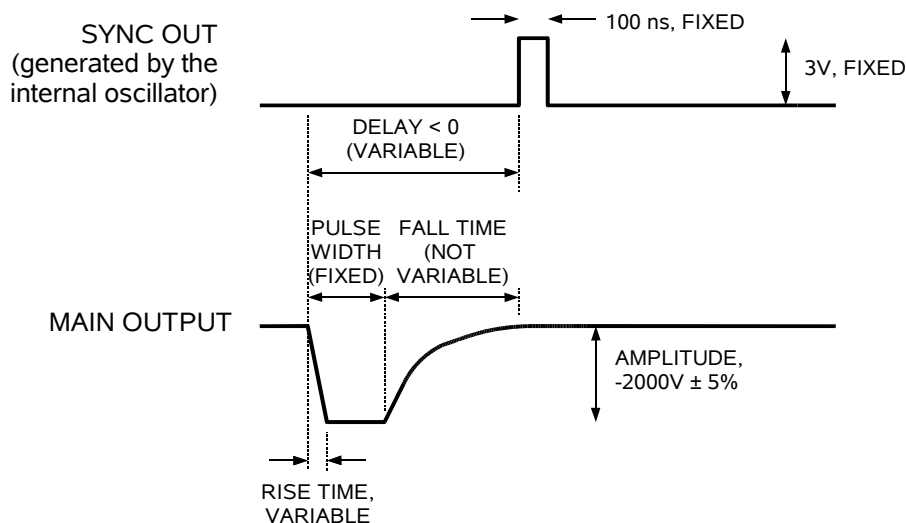 100 ns, FIXED
SYNC OUT
(generated by the
internal oscillator)
3V, FIXED
DELAY < 0
(VARIABLE)
PULSE
WIDTH
(FIXED)
FALL TIME
(NOT
VARIABLE)
MAIN OUTPUT
AMPLITUDE,
-2000V ± 5%
RISE TIME,
VARIABLE